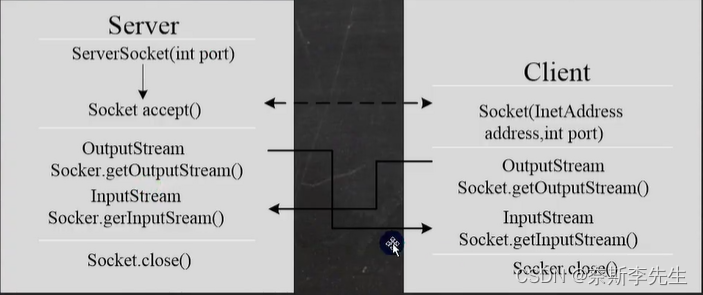 Server
ServerSocket(int port)
Socket accept()
OutputStream
Socker.getOutputStream()
InputStream
Socker.gerInputSream()
Socket.close()
Client
Socket(InetAddress
address,int port)
OutputStream
Socket.getOutputStream()
InputStream
Socket.getInputStream()
Socker.close()
CSDN @奈斯李先生